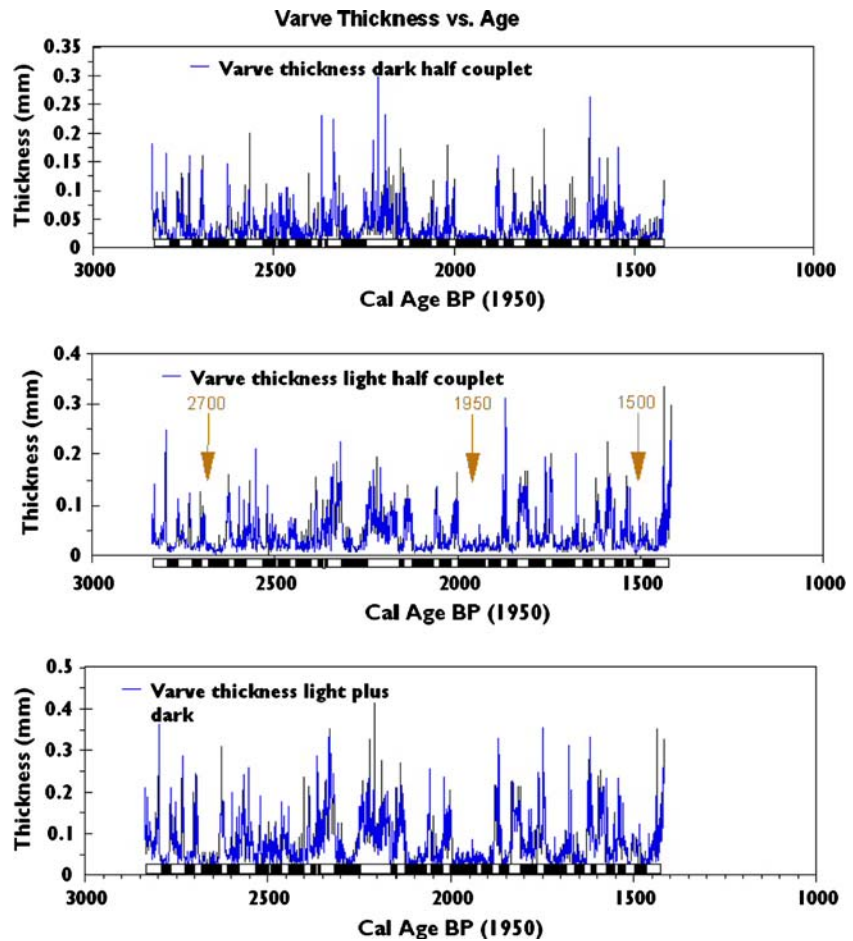 Varve Thickness vs. Age
Thickness (mm)
0.35
0.3
0.25
0.2
0.15
0.1
0.05
0
Varve thickness dark half couplet
3000 2500 2000 1500 1000
Cal Age BP (1950)
Thickness (mm)
0.4
0.3
0.2
0.1
0
Varve thickness light half couplet
2700 1950 1500
3000 2500 2000 1500 1000
Cal Age BP (1950)
Thickness (mm)
0.5
0.4
0.3
0.2
0.1
0
Varve thickness light plus
dark
3000 2500 2000 1500 1000
Cal Age BP (1950)